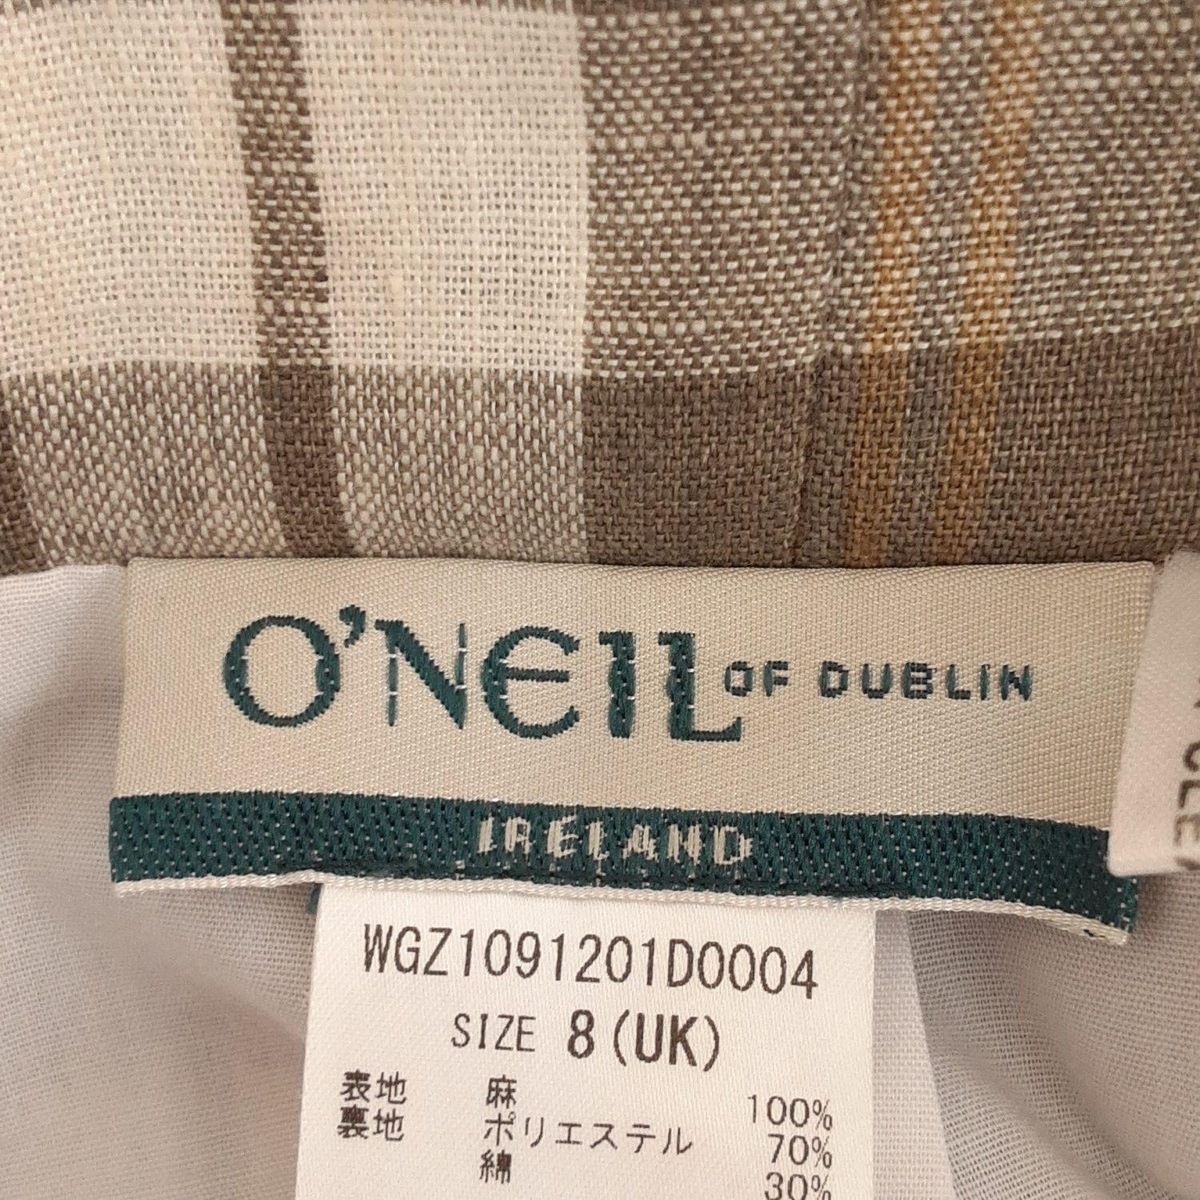 O'NEIL OF DUBLIN
IRELAND
WGZ1091201D0004
SIZE 8(UK)
表地 麻 100%
裏地 ポリエステル 70%
綿 30%